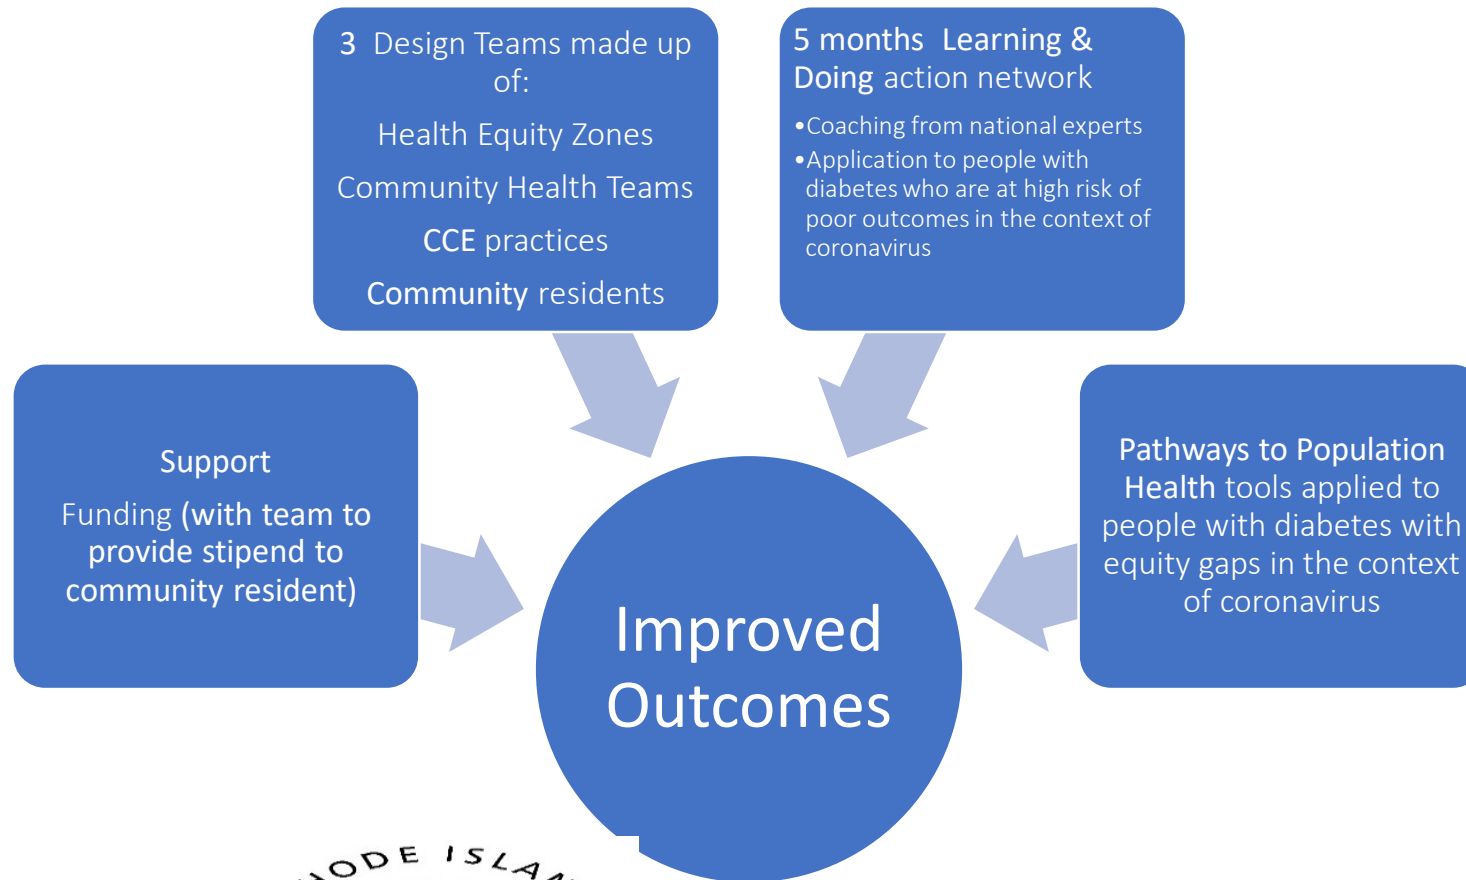 3 Design Teams made up
of:
Health Equity Zones
Community Health Teams
CCE practices
Community residents
5 months Learning &
Doing action network
•Coaching from national experts
•Application to people with
diabetes who are at high risk of
poor outcomes in the context of
coronavirus
Support
Funding (with team to
provide stipend to
community resident)
Pathways to Population
Health tools applied to
people with diabetes with
equity gaps in the context
of coronavirus
Improved
Outcomes